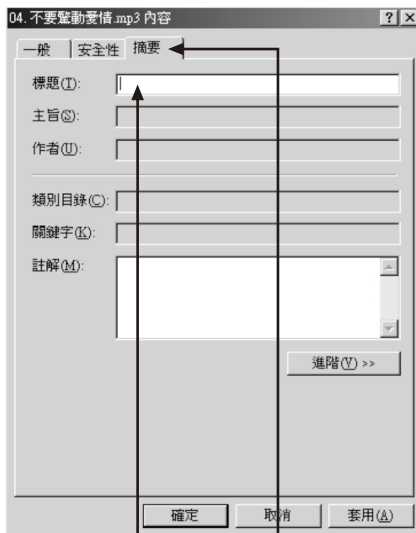 04. 不要驚動愛情.mp3 內容
一般 安全性 摘要
標題(T):
主旨(S):
作者(U):
類別目錄(C):
關鍵字(K):
註解(M):
進階(V) >>
確定 取消 套用(A)